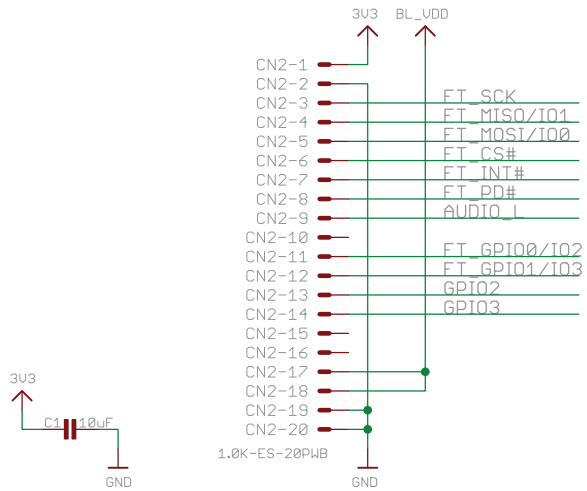 3V3 BL_VDD
CN2-1
CN2-2
CN2-3 FT_SCK
CN2-4 FT_MISO/IO1
CN2-5 FT_MOSI/IO0
CN2-6 FT_CS#
CN2-7 FT_INT#
CN2-8 FT_PD#
CN2-9 AUDIO_L
CN2-10
CN2-11 FT_GPIO0/IO2
CN2-12 FT_GPIO1/IO3
CN2-13 GPIO2
CN2-14 GPIO3
CN2-15
CN2-16
CN2-17
3V3 CN2-18
CN2-19
C1 10uF CN2-20
1.0K-ES-20PWB
GND GND